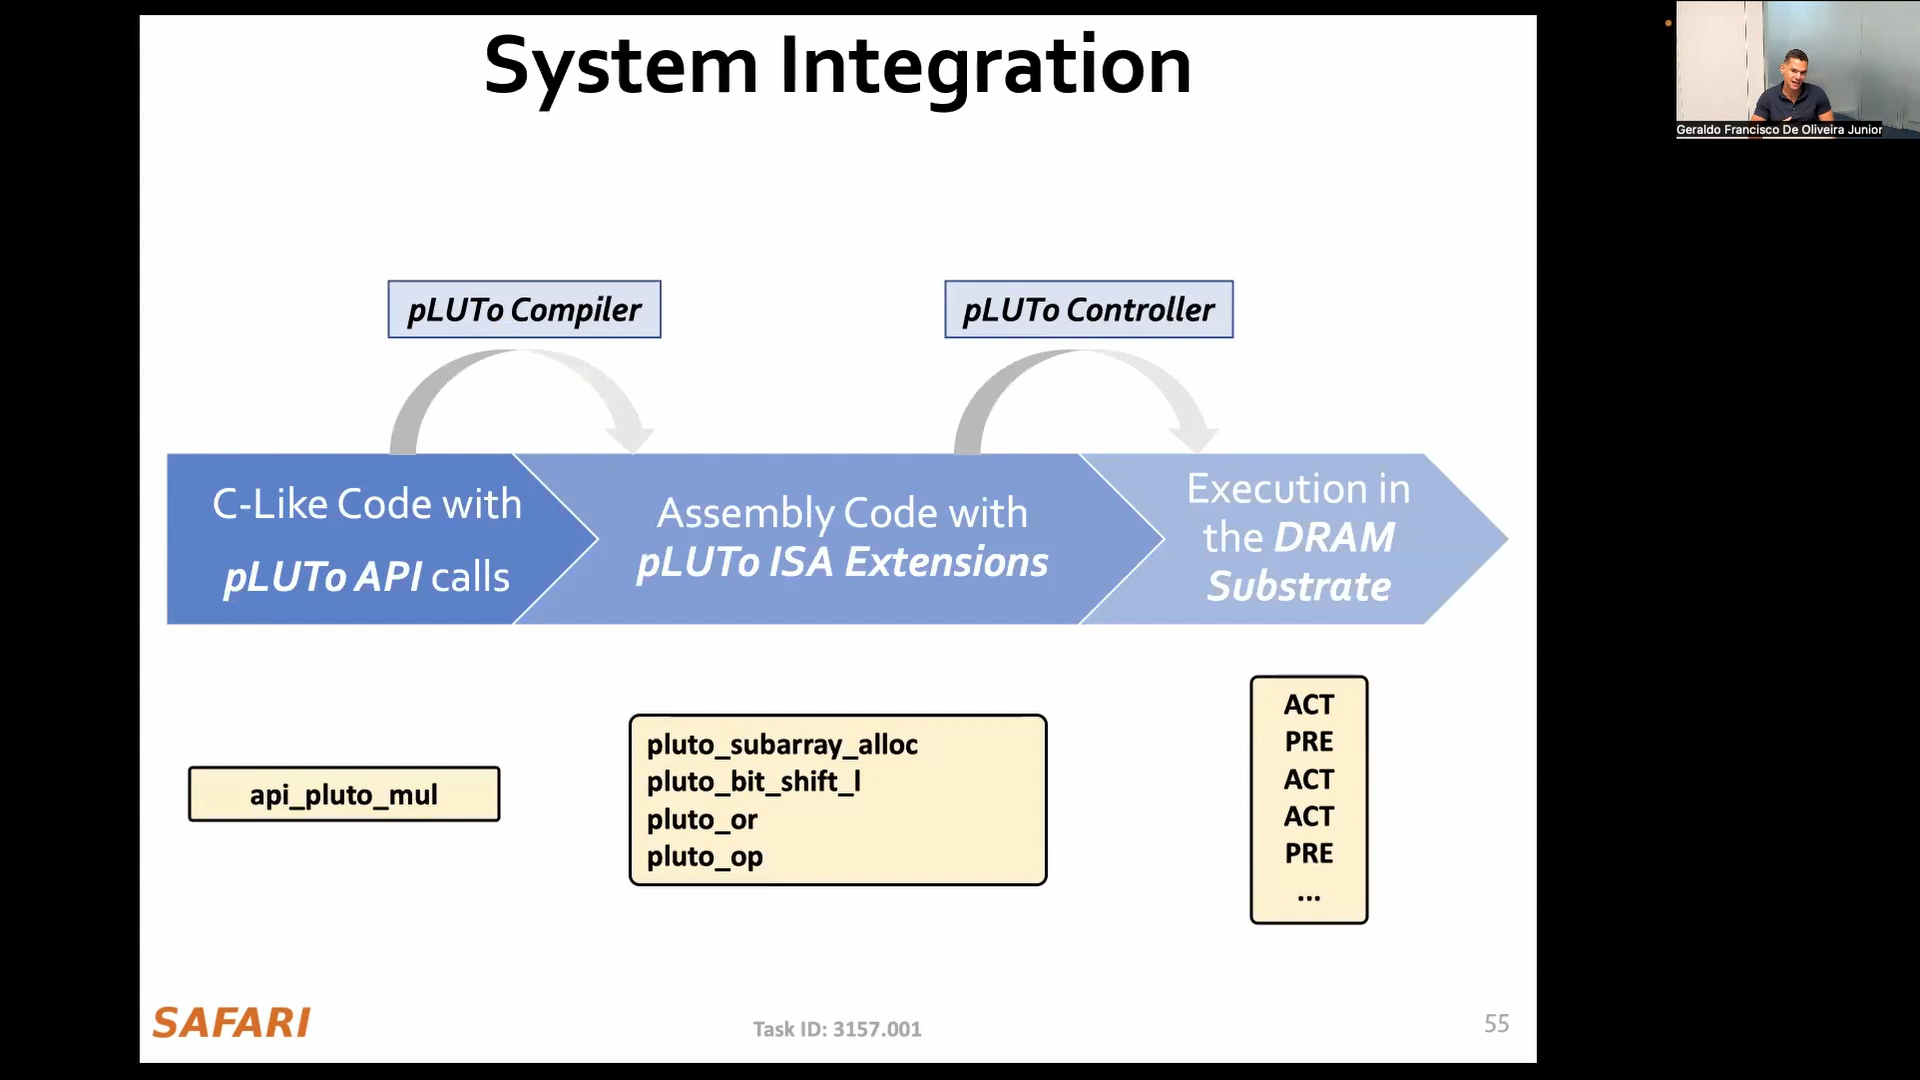 System Integration
Geraldo Francisco De Oliveira Junior
pLUTo Compiler
pLUTo Controller
C-Like Code with
pLUTo API calls
Assembly Code with
pLUTo ISA Extensions
Execution in
the DRAM
Substrate
api_pluto_mul
pluto_subarray_alloc
pluto_bit_shift_l
pluto_or
pluto_op
ACT
PRE
ACT
ACT
PRE
...
SAFARI
Task ID: 3157.001
55